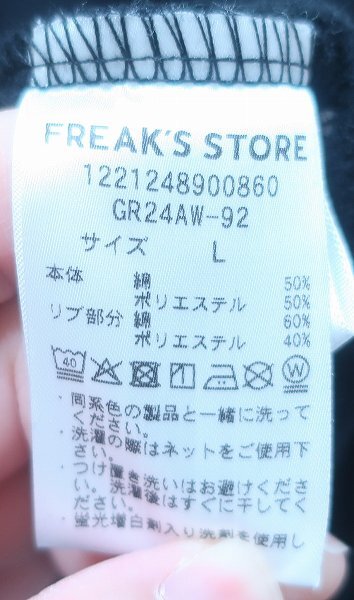 FREAK'S STORE
1221248900860
GR24AW-92
サイズ L
本体 綿 50%
ポリエステル 50%
リブ部分 綿 60%
ポリエステル 40%
40 W
・同系色の製品と一緒に洗って
ください。
・洗濯の際はネットをご使用下
さい。
・つけ置き洗いはお避けくださ
い。洗濯後はすぐに干してく
ださい。
・蛍光増白剤入り洗剤を使用し